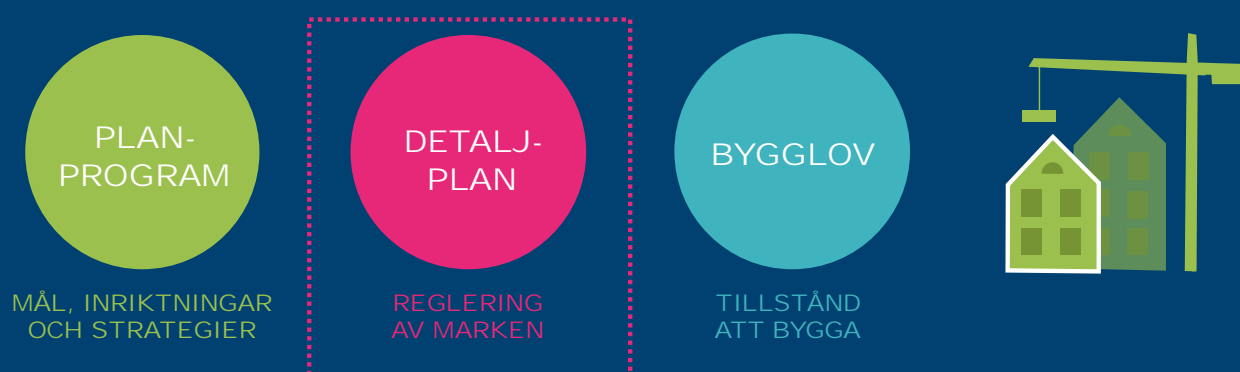 PLAN-
PROGRAM
MÅL, INRIKTNINGAR
OCH STRATEGIER
DETALJ-
PLAN
REGLERING
AV MARKEN
BYGGLOV
TILLSTÅND
ATT BYGGA